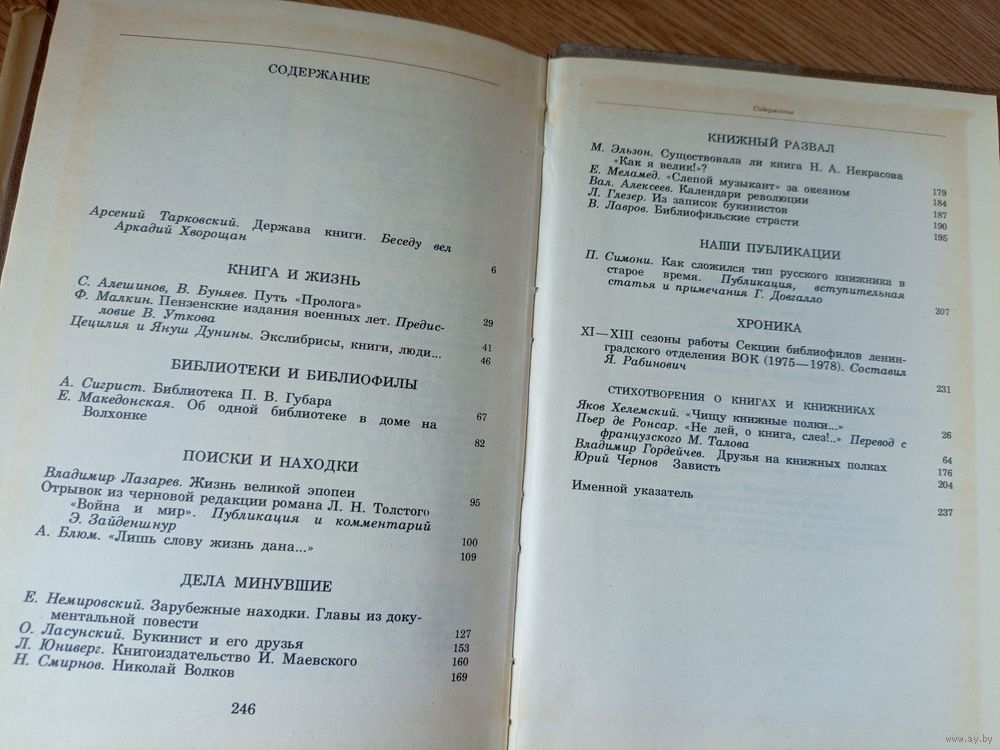 СОДЕРЖАНИЕ
Арсений Тарковский. Держава книги. Беседу вел
Аркадий Хворощан 6
КНИГА И ЖИЗНЬ
С. Алешинов, В. Буняев. Путь «Пролога» 29
Ф. Малкин. Пензенские издания военных лет. Предис-
ловие В. Уткова 41
Цецилия и Януш Дунины. Экслибрисы, книги, люди... 46
БИБЛИОТЕКИ И БИБЛИОФИЛЫ
А. Сигрист. Библиотека П. В. Губара 67
Е. Македонская. Об одной библиотеке в доме на
Волхонке 82
ПОИСКИ И НАХОДКИ
Владимир Лазарев. Жизнь великой эпопеи 95
Отрывок из черновой редакции романа Л. Н. Толстого
«Война и мир». Публикация и комментарий
Э. Зайденшнур 100
А. Блюм. «Лишь слову жизнь дана...» 109
ДЕЛА МИНУВШИЕ
Е. Немировский. Зарубежные находки. Главы из доку-
ментальной повести 127
О. Ласунский. Букинист и его друзья 153
Л. Юниверг. Книгоиздательство И. Маевского 160
Н. Смирнов. Николай Волков 169
246
Содержание
КНИЖНЫЙ РАЗВАЛ
М. Эльзон. Существовала ли книга Н. А. Некрасова
«Как я велик!»? 179
Е. Меламед. «Слепой музыкант» за океаном 184
Вал. Алексеев. Календари революции 187
Л. Глезер. Из записок букинистов 190
В. Лавров. Библиофильские страсти 195
НАШИ ПУБЛИКАЦИИ
П. Симони. Как сложился тип русского книжника в
старое время. Публикация, вступительная
статья и примечания Г. Довгалло 207
ХРОНИКА
XI—XIII сезоны работы Секции библиофилов ленин-
градского отделения ВОК (1975—1978). Составил
Я. Рабинович 231
СТИХОТВОРЕНИЯ О КНИГАХ И КНИЖНИКАХ
Яков Хелемский. «Чищу книжные полки...» 26
Пьер де Ронсар. «Не лей, о книга, слез!..» Перевод с
французского М. Талова 64
Владимир Гордейчев. Друзья на книжных полках 176
Юрий Чернов Зависть 204
Именной указатель 237
www.ay.by